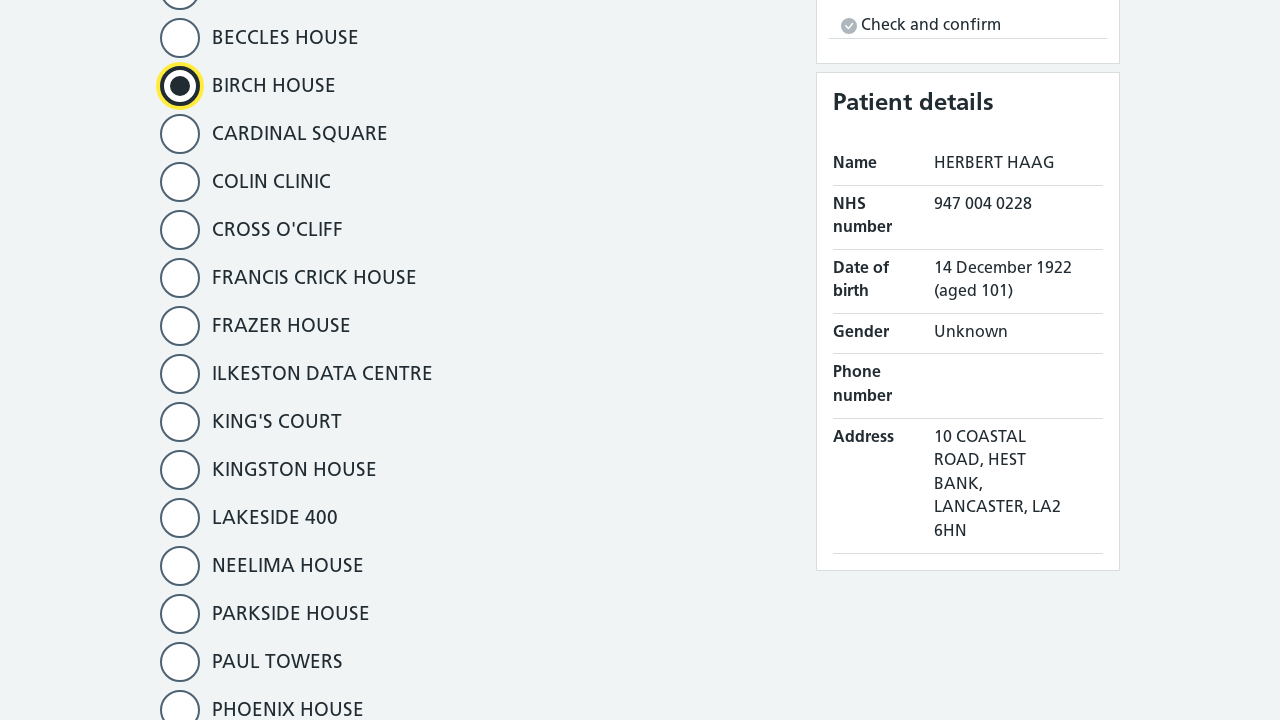 BECCLES HOUSE
BIRCH HOUSE
CARDINAL SQUARE
COLIN CLINIC
CROSS O'CLIFF
FRANCIS CRICK HOUSE
FRAZER HOUSE
ILKESTON DATA CENTRE
KING'S COURT
KINGSTON HOUSE
LAKESIDE 400
NEELIMA HOUSE
PARKSIDE HOUSE
PAUL TOWERS
PHOENIX HOUSE
Check and confirm
Patient details
Name HERBERT HAAG
NHS number 947 004 0228
Date of birth 14 December 1922
(aged 101)
Gender Unknown
Phone
number
Address 10 COASTAL
ROAD, HEST
BANK,
LANCASTER, LA2
6HN